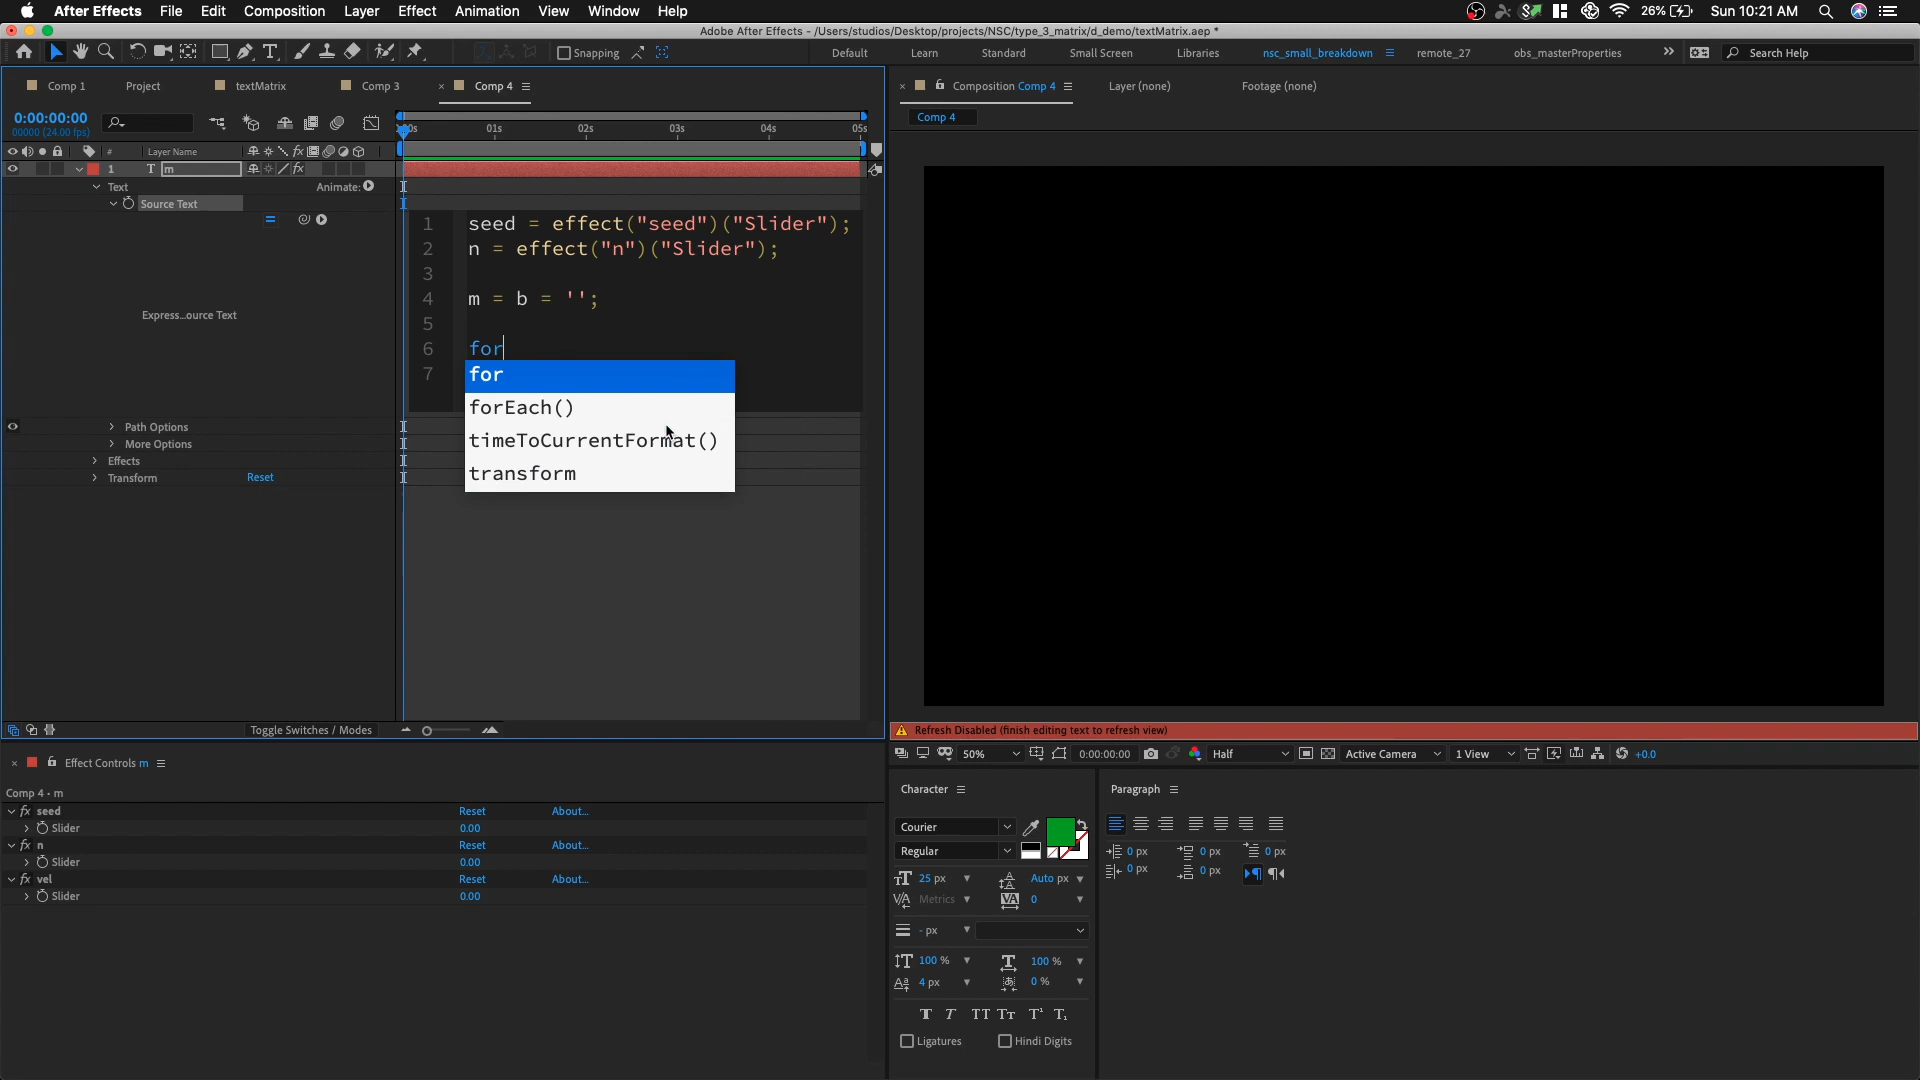 After Effects File Edit Composition Layer Effect Animation View Window Help 26% Sun 10:21 AM
Adobe After Effects - /Users/studios/Desktop/projects/NSC/type_3_matrix/d_demo/textMatrix.aep *
Snapping Default Learn Standard Small Screen Libraries nsc_small_breakdown remote_27 obs_masterProperties Search Help
Comp 1 Project textMatrix Comp 3 Comp 4
Composition Comp 4 Layer (none) Footage (none)
0:00:00:00
00000 (24.00 fps)
Comp 4
01s 02s 03s 04s 05s
# Layer Name
1 T m
Text Animate:
Source Text
Express...ource Text
1 seed = effect("seed")("Slider");
2 n = effect("n")("Slider");
3
4 m = b = '';
5
6 for
7
for
forEach()
timeToCurrentFormat()
transform
Path Options
More Options
Effects
Transform Reset
Toggle Switches / Modes
Refresh Disabled (finish editing text to refresh view)
50% 0:00:00:00 Half Active Camera 1 View +0.0
Effect Controls m
Comp 4 • m
fx seed Reset About...
Slider 0.00
fx n Reset About...
Slider 0.00
fx vel Reset About...
Slider 0.00
Character
Courier
Regular
25 px Auto px
Metrics 0
- px
100 % 100 %
4 px 0 %
T T TT Tт T¹ T₁
Ligatures Hindi Digits
Paragraph
0 px 0 px 0 px
0 px 0 px